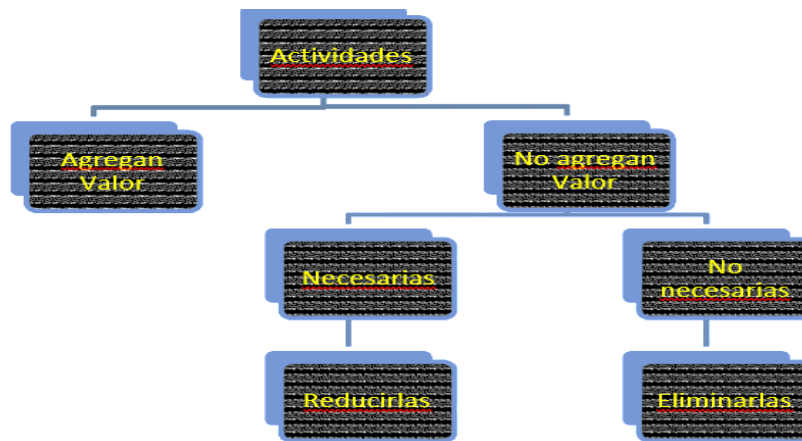 Actividades
Agregan
Valor
No agregan
Valor
Necesarias
No
necesarias
Reducirlas
Eliminarlas